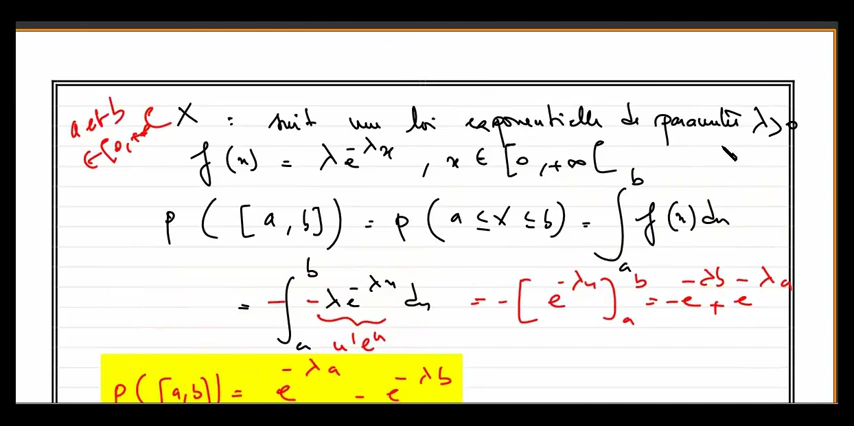 a et b ∈ [0,+∞[
X : suit une loi exponentielle de paramètre λ>0
f(x) = λe^{-λx} , x ∈ [0,+∞[
p([a,b]) = p(a ≤ X ≤ b) = ∫_a^b f(x)dx
= -∫_a^b -λe^{-λx} dx = -[e^{-λx}]_a^b = -e^{-λb} + e^{-λa}
u'e^u
P([a,b]) = e^{-λa} - e^{-λb}